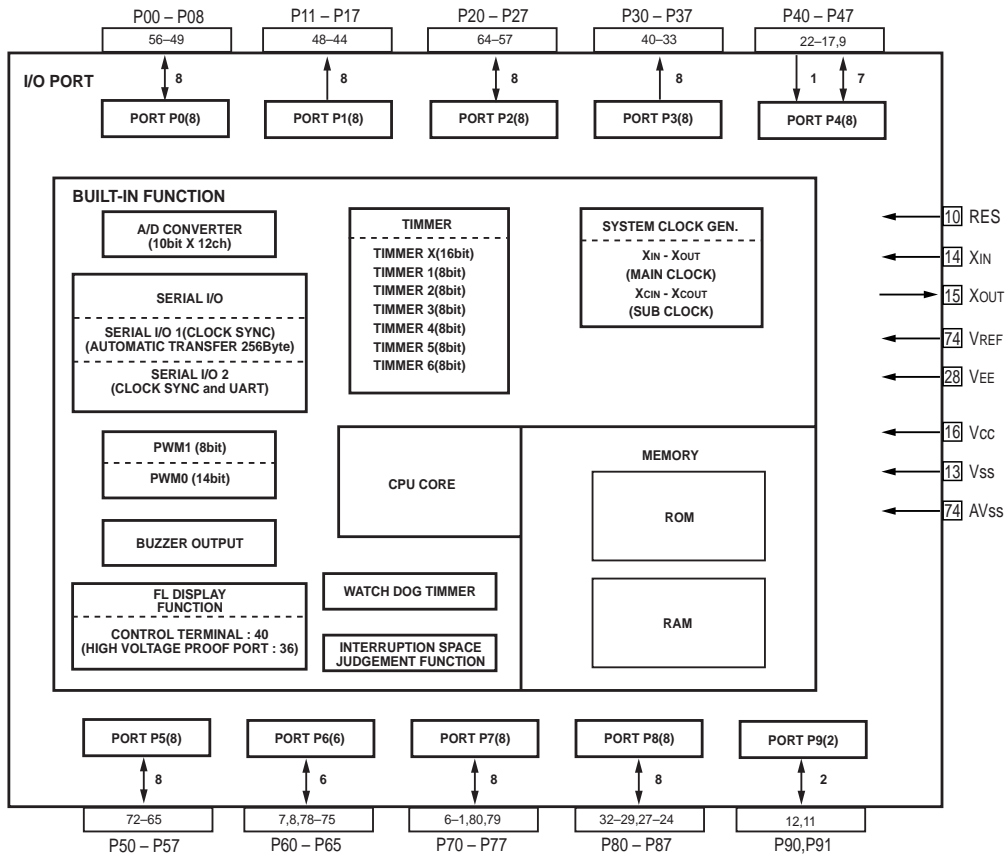 P00 – P08
P11 – P17
P20 – P27
P30 – P37
P40 – P47
56–49
48–44
64–57
40–33
22–17,9
I/O PORT
8
8
8
8
1
7
PORT P0(8)
PORT P1(8)
PORT P2(8)
PORT P3(8)
PORT P4(8)
BUILT-IN FUNCTION
A/D CONVERTER
(10bit X 12ch)
SERIAL I/O
SERIAL I/O 1(CLOCK SYNC)
(AUTOMATIC TRANSFER 256Byte)
SERIAL I/O 2
(CLOCK SYNC and UART)
PWM1 (8bit)
PWM0 (14bit)
BUZZER OUTPUT
FL DISPLAY
FUNCTION
CONTROL TERMINAL : 40
(HIGH VOLTAGE PROOF PORT : 36)
TIMMER
TIMMER X(16bit)
TIMMER 1(8bit)
TIMMER 2(8bit)
TIMMER 3(8bit)
TIMMER 4(8bit)
TIMMER 5(8bit)
TIMMER 6(8bit)
SYSTEM CLOCK GEN.
XIN - XOUT
(MAIN CLOCK)
XCIN - XCOUT
(SUB CLOCK)
CPU CORE
WATCH DOG TIMMER
INTERRUPTION SPACE
JUDGEMENT FUNCTION
MEMORY
ROM
RAM
10 RES
14 XIN
15 XOUT
74 VREF
28 VEE
16 Vcc
13 Vss
74 AVss
PORT P5(8)
PORT P6(6)
PORT P7(8)
PORT P8(8)
PORT P9(2)
8
6
8
8
2
72–65
7,8,78–75
6–1,80,79
32–29,27–24
12,11
P50 – P57
P60 – P65
P70 – P77
P80 – P87
P90,P91